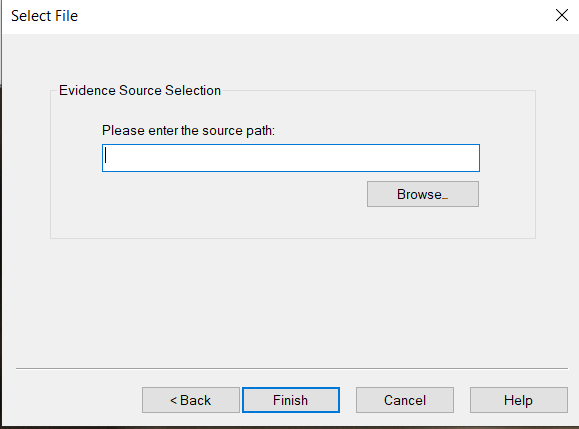 Select File
Evidence Source Selection
Please enter the source path:
Browse...
< Back
Finish
Cancel
Help